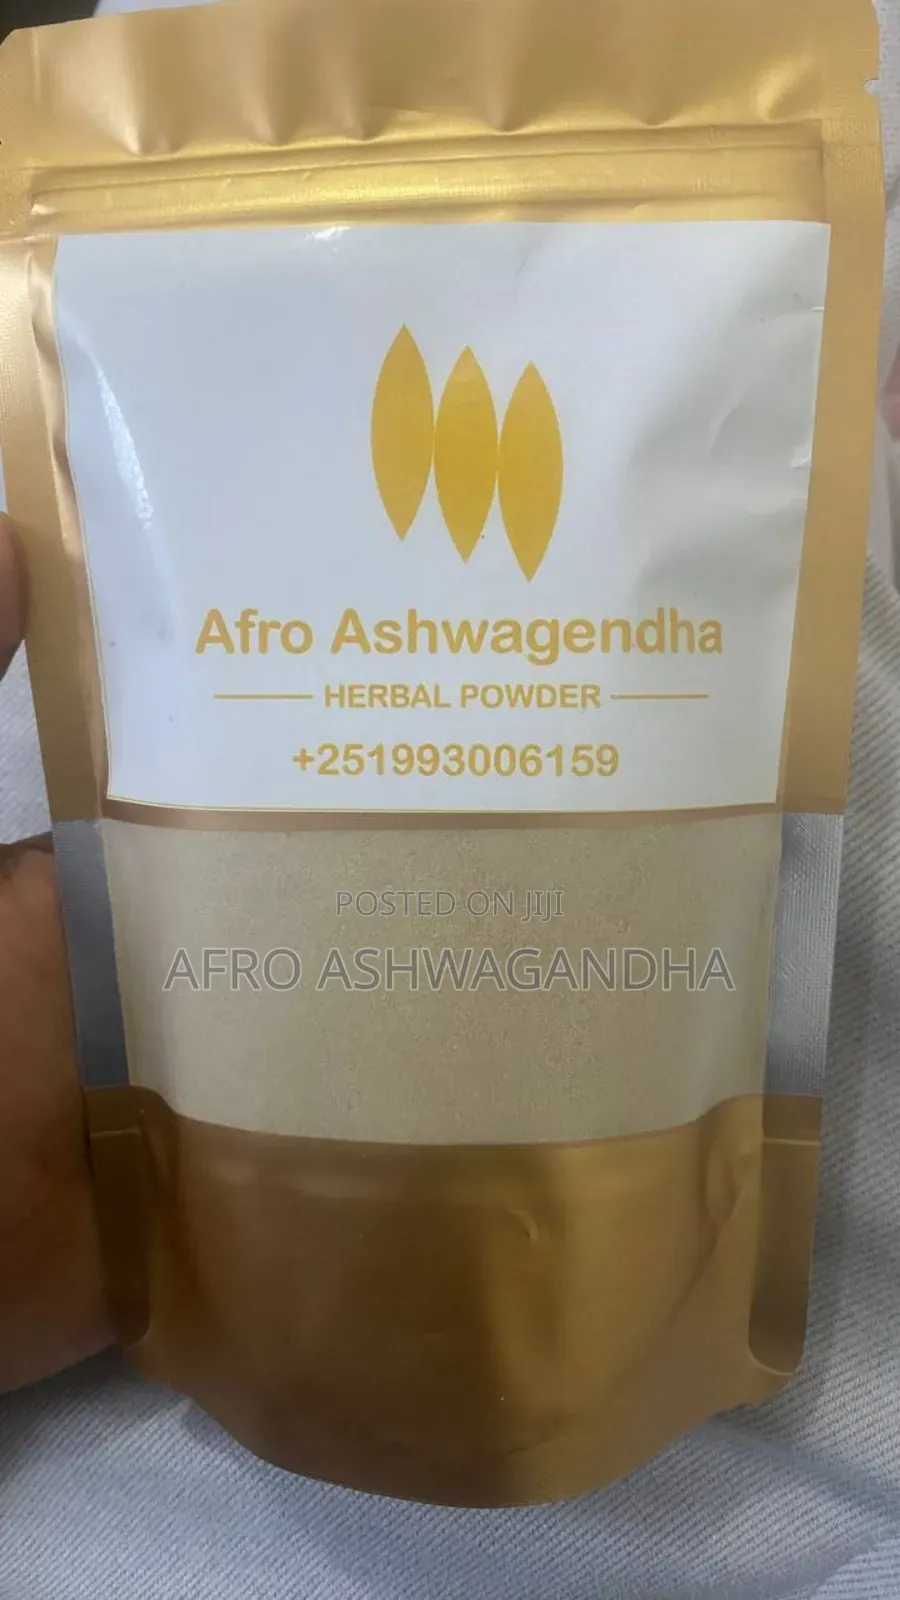 Afro Ashwagendha
HERBAL POWDER
+251993006159
POSTED ON JIJI
AFRO ASHWAGANDHA